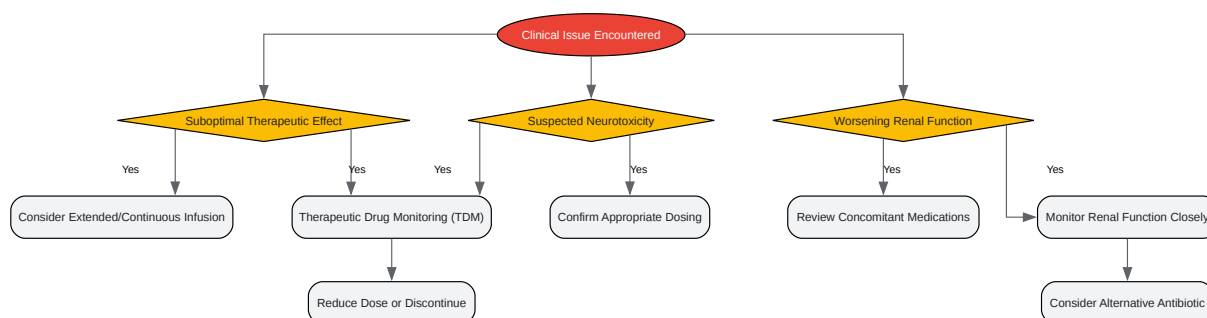 Clinical Issue Encountered
Suboptimal Therapeutic Effect
Suspected Neurotoxicity
Worsening Renal Function
Yes
Yes
Yes
Yes
Yes
Consider Extended/Continuous Infusion
Therapeutic Drug Monitoring (TDM)
Confirm Appropriate Dosing
Review Concomitant Medications
Monitor Renal Function Closely
Reduce Dose or Discontinue
Consider Alternative Antibiotic